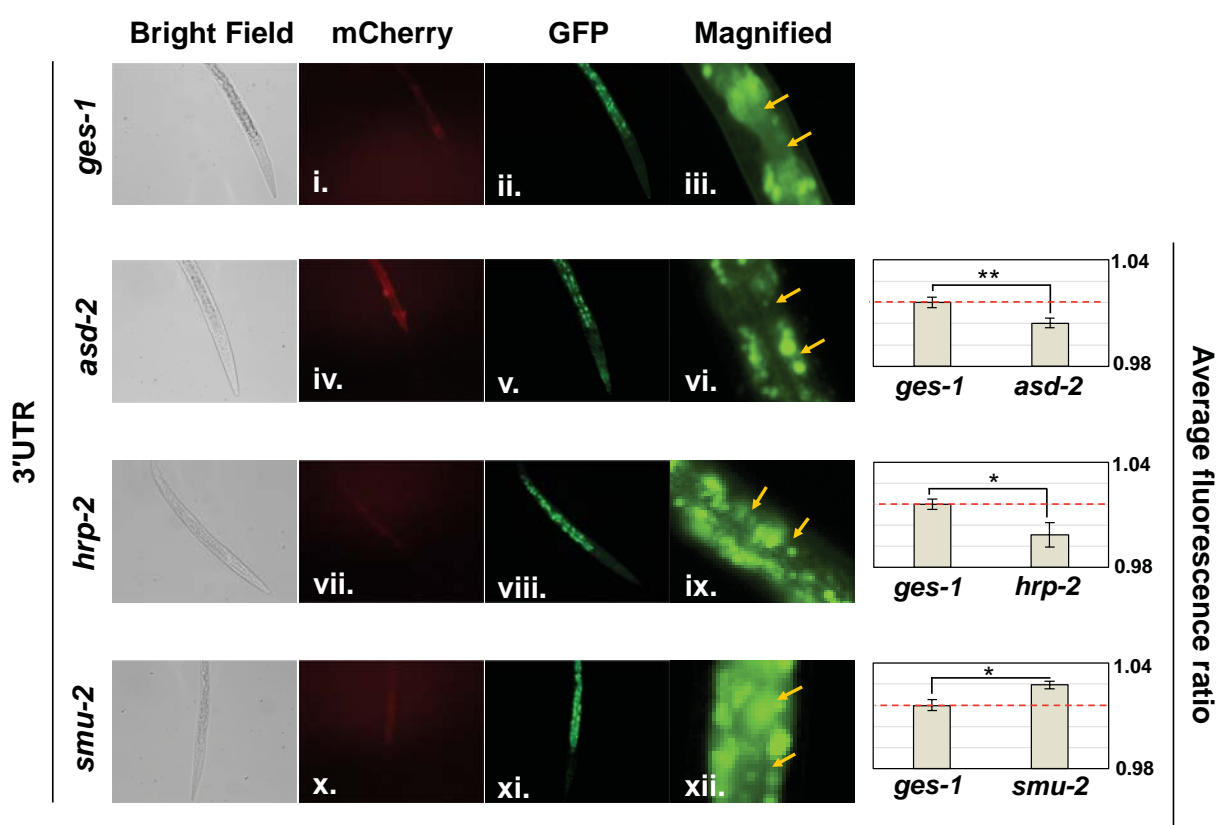 Bright Field mCherry GFP Magnified
3'UTR
ges-1
i. ii. iii.
asd-2
iv. v. vi.
**
1.04
0.98
ges-1 asd-2
hrp-2
vii. viii. ix.
*
1.04
0.98
ges-1 hrp-2
smu-2
x. xi. xii.
*
1.04
0.98
ges-1 smu-2
Average fluorescence ratio